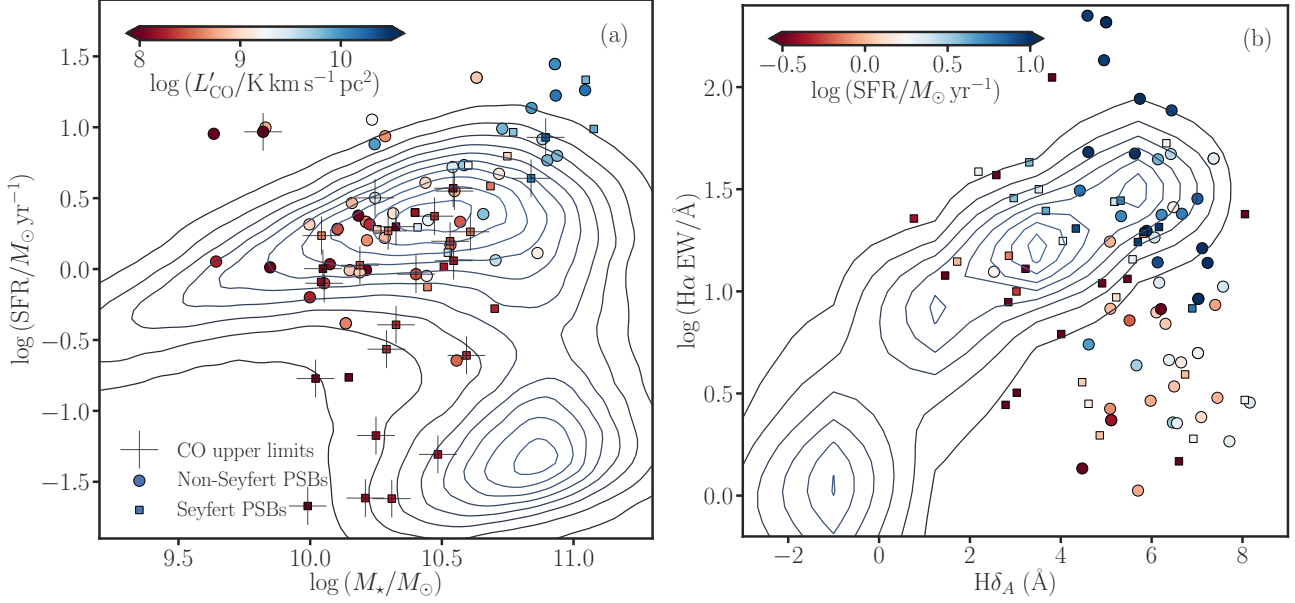 (a)
8 9 10
log (L′CO/K km s−1 pc2)
1.5
1.0
0.5
0.0
−0.5
−1.0
−1.5
log (SFR/M⊙ yr−1)
CO upper limits
Non-Seyfert PSBs
Seyfert PSBs
9.5 10.0 10.5 11.0
log (M⋆/M⊙)
(b)
−0.5 0.0 1.0
log (SFR/M⊙ yr−1)
2.0
1.5
1.0
0.5
0.0
log (Hα EW/Å)
−2 0 2 4 6 8
HδA (Å)